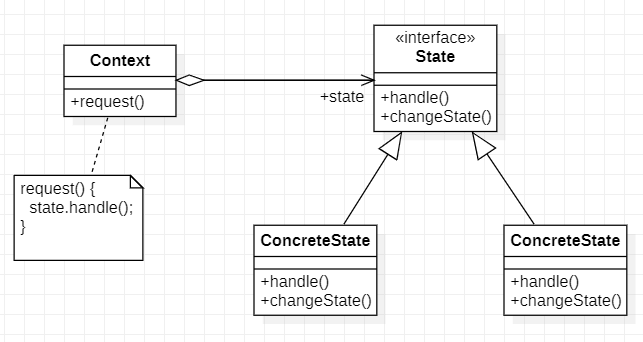 Context
+request()
+state
«interface»
State
+handle()
+changeState()
request() {
state.handle();
}
ConcreteState
+handle()
+changeState()
ConcreteState
+handle()
+changeState()